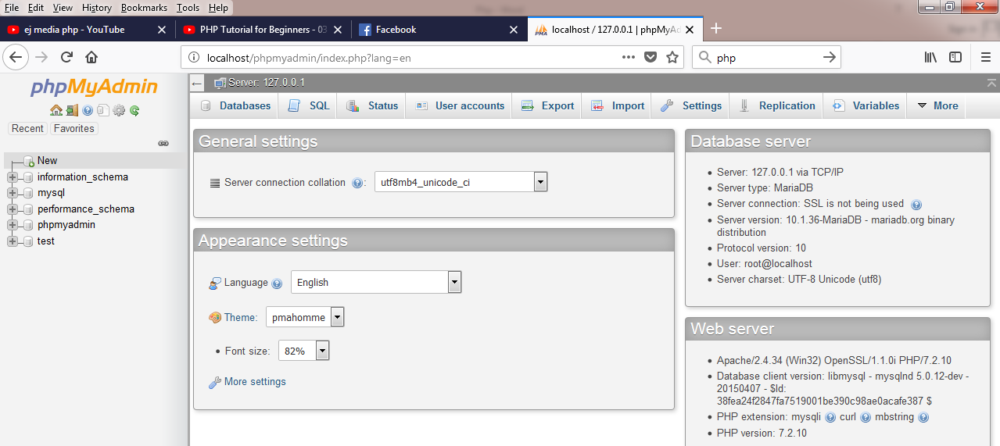 File Edit View History Bookmarks Tools Help
ej media php - YouTube
PHP Tutorial for Beginners - 03
Facebook
localhost / 127.0.0.1 | phpMyAd
localhost/phpmyadmin/index.php?lang=en
php
phpMyAdmin
Recent Favorites
New
information_schema
mysql
performance_schema
phpmyadmin
test
Server: 127.0.0.1
Databases SQL Status User accounts Export Import Settings Replication Variables More
General settings
Server connection collation : utf8mb4_unicode_ci
Appearance settings
Language English
Theme: pmahomme
Font size: 82%
More settings
Database server
Server: 127.0.0.1 via TCP/IP
Server type: MariaDB
Server connection: SSL is not being used
Server version: 10.1.36-MariaDB - mariadb.org binary
distribution
Protocol version: 10
User: root@localhost
Server charset: UTF-8 Unicode (utf8)
Web server
Apache/2.4.34 (Win32) OpenSSL/1.1.0i PHP/7.2.10
Database client version: libmysql - mysqlnd 5.0.12-dev -
20150407 - $Id:
38fea24f2847fa7519001be390c98ae0acafe387 $
PHP extension: mysqli curl mbstring
PHP version: 7.2.10